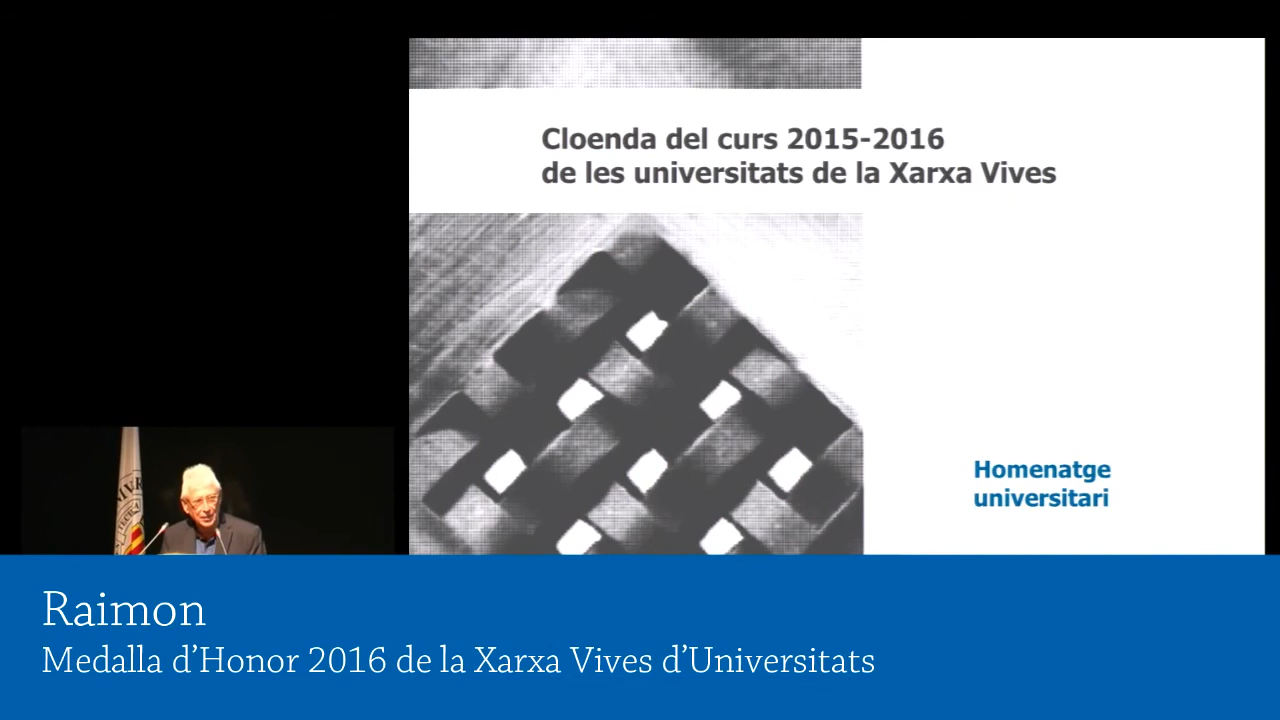 Cloenda del curs 2015-2016
de les universitats de la Xarxa Vives
Homenatge
universitari
Raimon
Medalla d’Honor 2016 de la Xarxa Vives d’Universitats